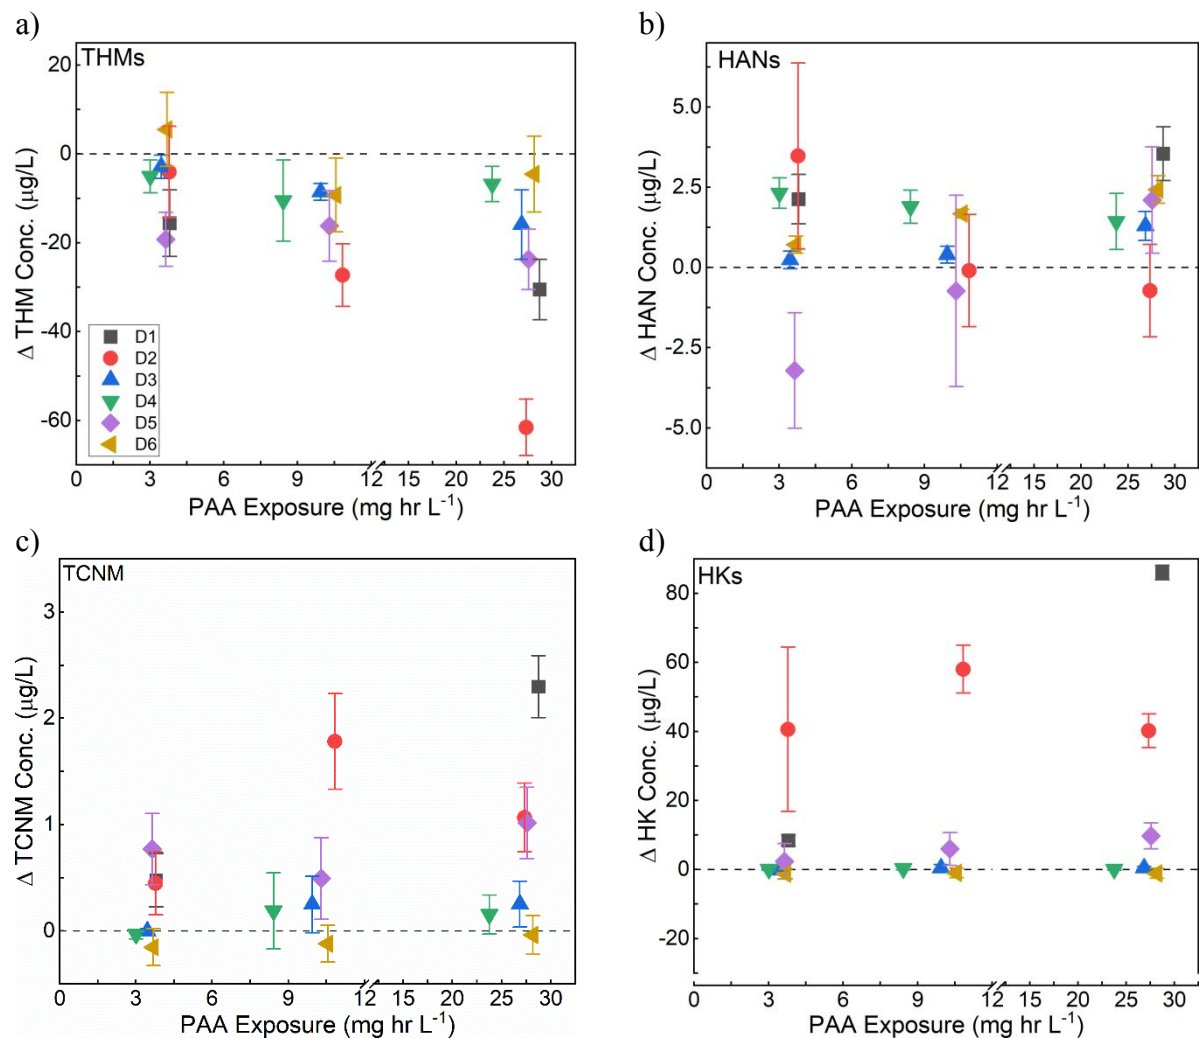 a)
THMs
20
0
-20
-40
-60
Δ THM Conc. (µg/L)
D1
D2
D3
D4
D5
D6
0 3 6 9 12 15 20 25 30
PAA Exposure (mg hr L-1)
b)
HANs
5.0
2.5
0.0
-2.5
-5.0
Δ HAN Conc. (µg/L)
0 3 6 9 12 15 20 25 30
PAA Exposure (mg hr L-1)
c)
TCNM
3
2
1
0
Δ TCNM Conc. (µg/L)
0 3 6 9 12 15 20 25 30
PAA Exposure (mg hr L-1)
d)
HKs
80
60
40
20
0
-20
Δ HK Conc. (µg/L)
0 3 6 9 12 15 20 25 30
PAA Exposure (mg hr L-1)